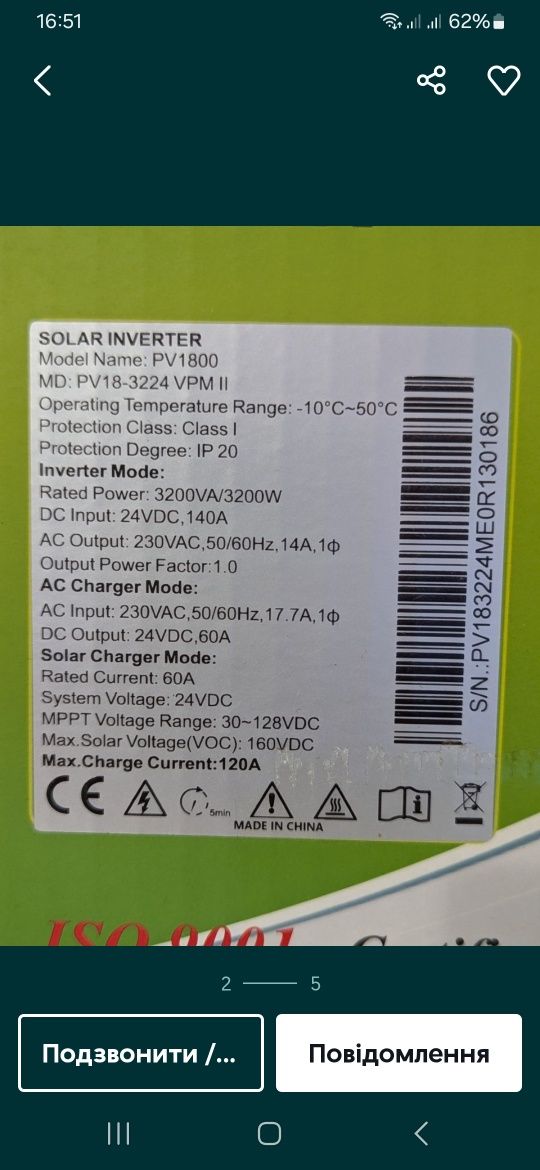 16:51
62%
SOLAR INVERTER
Model Name: PV1800
MD: PV18-3224 VPM II
Operating Temperature Range: -10°C~50°C
Protection Class: Class I
Protection Degree: IP 20
Inverter Mode:
Rated Power: 3200VA/3200W
DC Input: 24VDC,140A
AC Output: 230VAC,50/60Hz,14A,1ф
Output Power Factor:1.0
AC Charger Mode:
AC Input: 230VAC,50/60Hz,17.7A,1ф
DC Output: 24VDC,60A
Solar Charger Mode:
Rated Current: 60A
System Voltage: 24VDC
MPPT Voltage Range: 30~128VDC
Max.Solar Voltage(VOC): 160VDC
Max.Charge Current:120A
S/N.:PV183224ME0R130186
CE
5min
MADE IN CHINA
ISO 9001
2
5
Подзвонити /...
Повідомлення